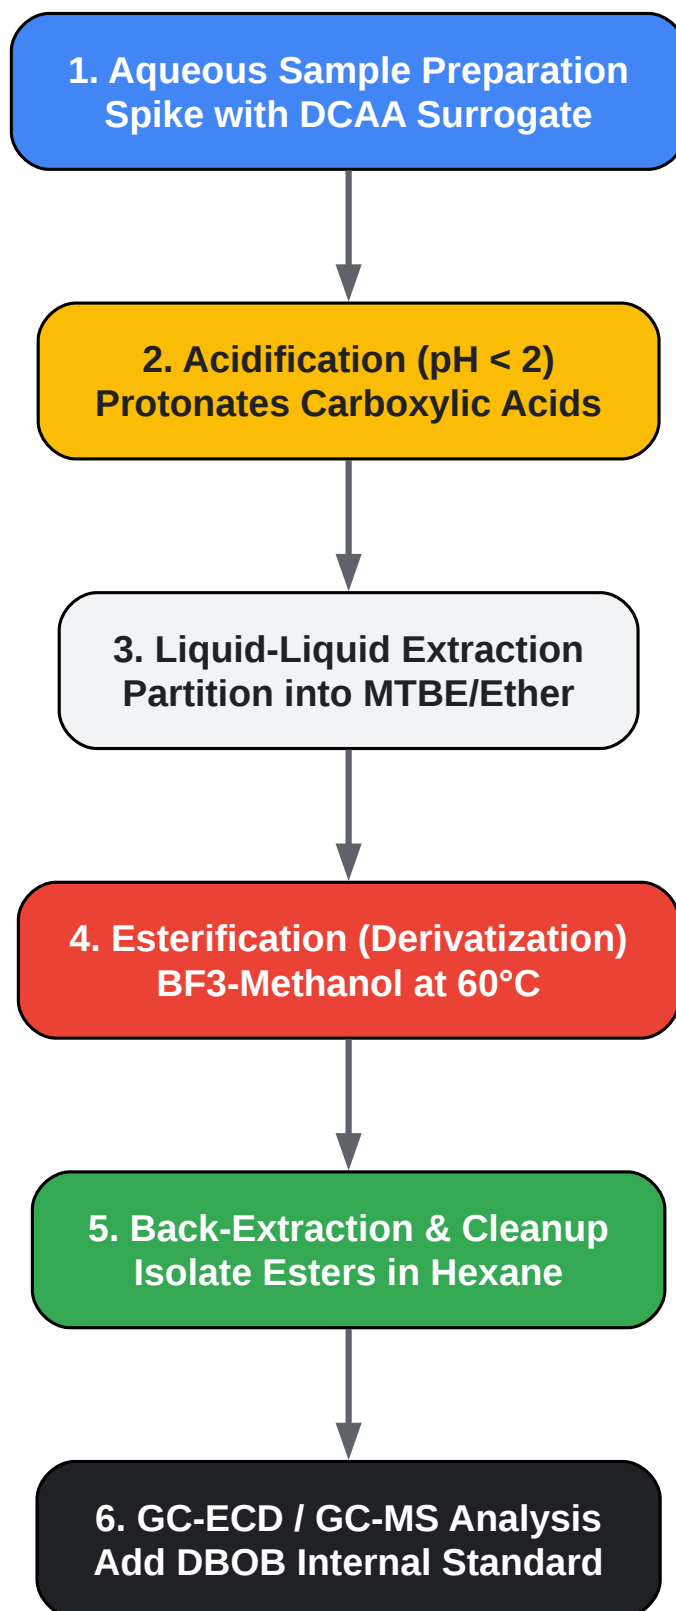 1. Aqueous Sample Preparation
Spike with DCAA Surrogate
2. Acidification (pH < 2)
Protonates Carboxylic Acids
3. Liquid-Liquid Extraction
Partition into MTBE/Ether
4. Esterification (Derivatization)
BF3-Methanol at 60°C
5. Back-Extraction & Cleanup
Isolate Esters in Hexane
6. GC-ECD / GC-MS Analysis
Add DBOB Internal Standard